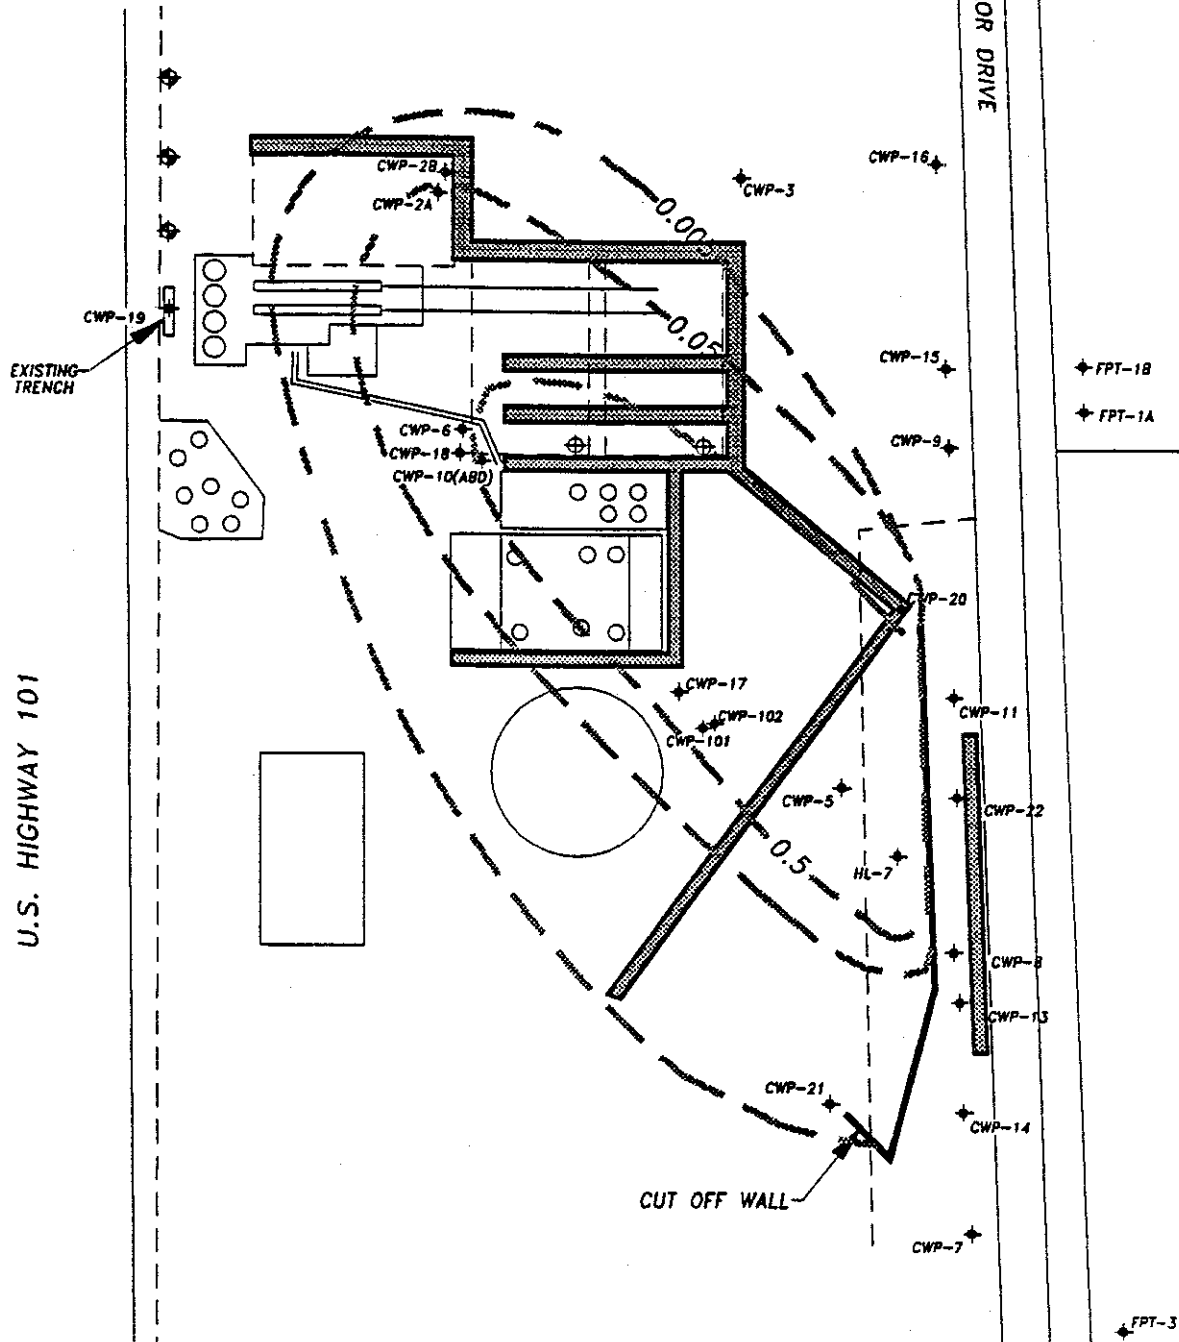 OR DRIVE
CWP-2B
CWP-16
CWP-3
CWP-2A
CWP-19
0.05
EXISTING
TRENCH
CWP-15
FPT-1B
FPT-1A
CWP-6
CWP-9
CWP-18
CWP-10(ABD)
CWP-20
U.S. HIGHWAY 101
CWP-17
CWP-11
CWP-102
CWP-101
CWP-5
CWP-22
0.5
HL-7
CWP-8
CWP-13
CWP-21
CWP-14
CUT OFF WALL
CWP-7
FPT-3